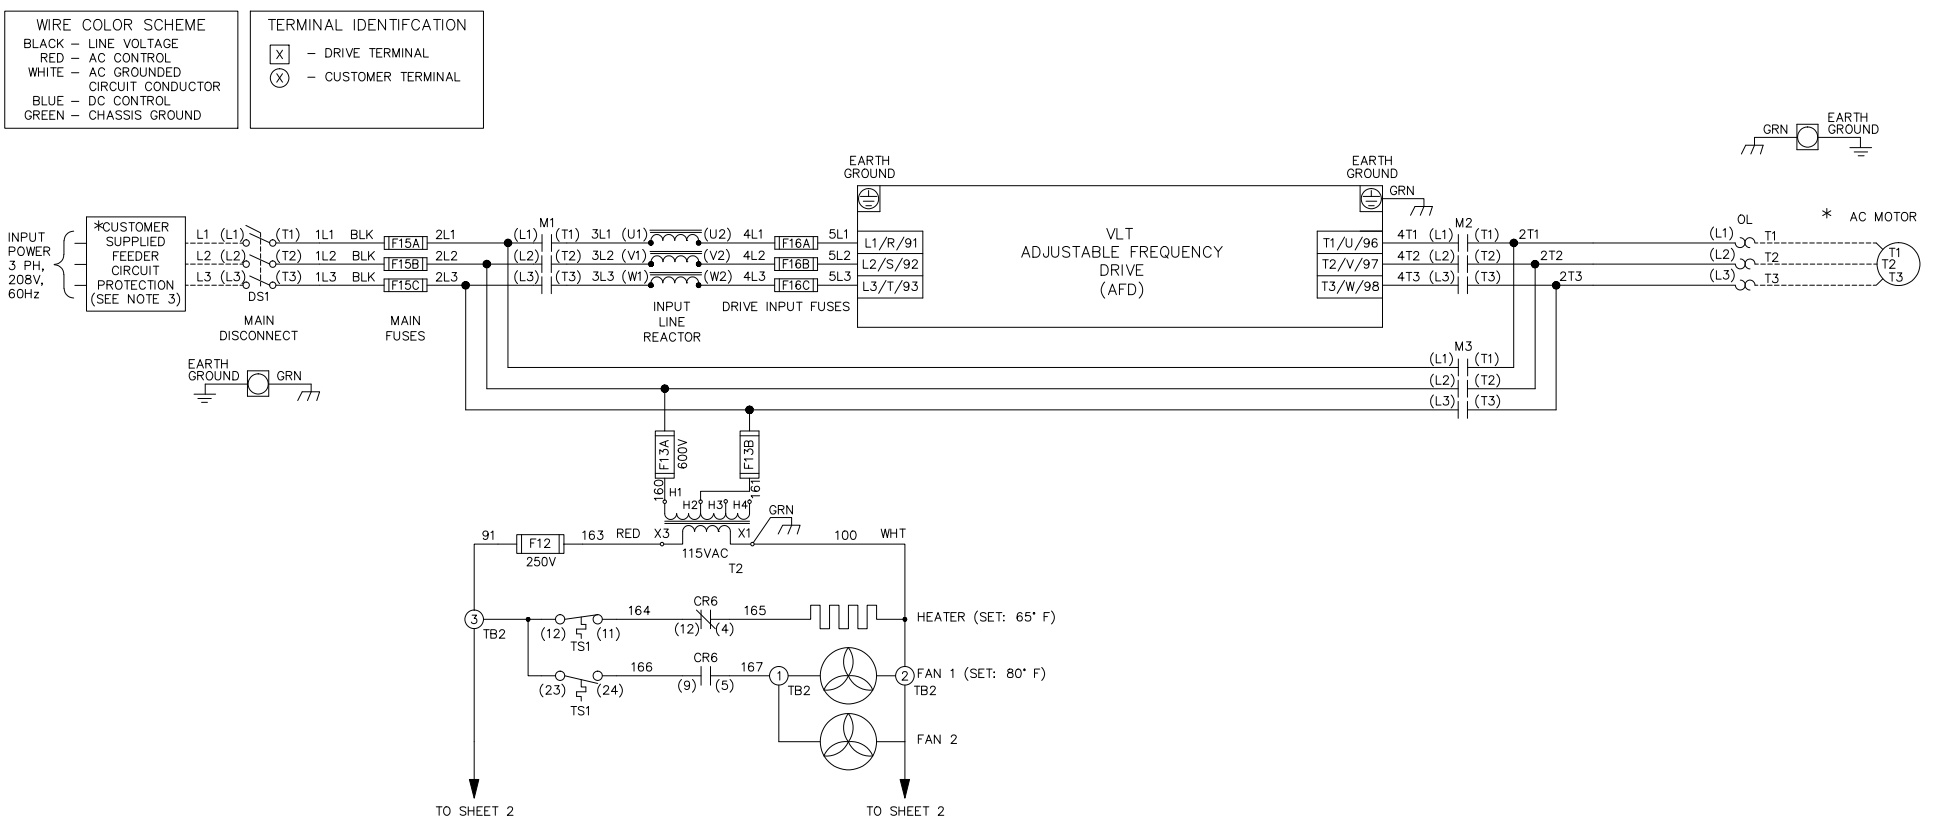 WIRE COLOR SCHEME
BLACK – LINE VOLTAGE
RED – AC CONTROL
WHITE – AC GROUNDED
CIRCUIT CONDUCTOR
BLUE – DC CONTROL
GREEN – CHASSIS GROUND
TERMINAL IDENTIFCATION
X – DRIVE TERMINAL
X – CUSTOMER TERMINAL
GRN
EARTH
GROUND
INPUT
POWER
3 PH,
208V,
60Hz
*CUSTOMER
SUPPLIED
FEEDER
CIRCUIT
PROTECTION
(SEE NOTE 3)
L1 (L1) (T1) 1L1 BLK F15A 2L1 (L1) M1 (T1) 3L1 (U1) (U2) 4L1 F16A 5L1 L1/R/91
L2 (L2) (T2) 1L2 BLK F15B 2L2 (L2) (T2) 3L2 (V1) (V2) 4L2 F16B 5L2 L2/S/92
L3 (L3) (T3) 1L3 BLK F15C 2L3 (L3) (T3) 3L3 (W1) (W2) 4L3 F16C 5L3 L3/T/93
DS1
MAIN
DISCONNECT
MAIN
FUSES
INPUT
LINE
REACTOR
DRIVE INPUT FUSES
EARTH
GROUND
EARTH
GROUND
GRN
VLT
ADJUSTABLE FREQUENCY
DRIVE
(AFD)
T1/U/96 4T1 (L1) M2 (T1) 2T1 (L1) OL T1
T2/V/97 4T2 (L2) (T2) 2T2 (L2) T2
T3/W/98 4T3 (L3) (T3) 2T3 (L3) T3
* AC MOTOR
T1
T2
T3
EARTH
GROUND
GRN
M3
(L1) (T1)
(L2) (T2)
(L3) (T3)
F13A
600V
F13B
160
161
H1
H2 H3 H4
GRN
91 F12 163 RED X3 X1 100 WHT
250V
115VAC
T2
3
TB2
(12) (11)
TS1
164
CR6
(12) (4)
165
HEATER (SET: 65° F)
(23) (24)
TS1
166
CR6
(9) (5)
167
1
TB2
2
TB2
FAN 1 (SET: 80° F)
FAN 2
TO SHEET 2
TO SHEET 2